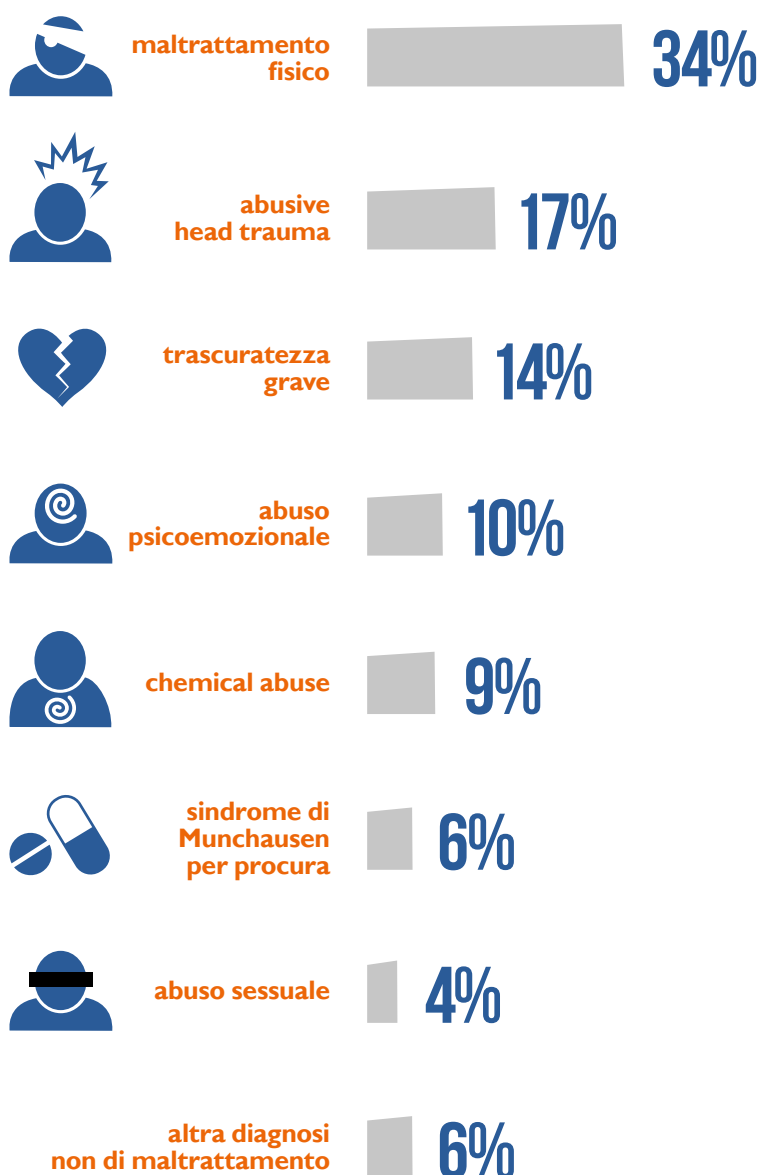 maltrattamento
fisico
34%
abusive
head trauma
17%
trascuratezza
grave
14%
abuso
psicoemozionale
10%
chemical abuse
9%
sindrome di
Munchausen
per procura
6%
abuso sessuale
4%
altra diagnosi
non di maltrattamento
6%